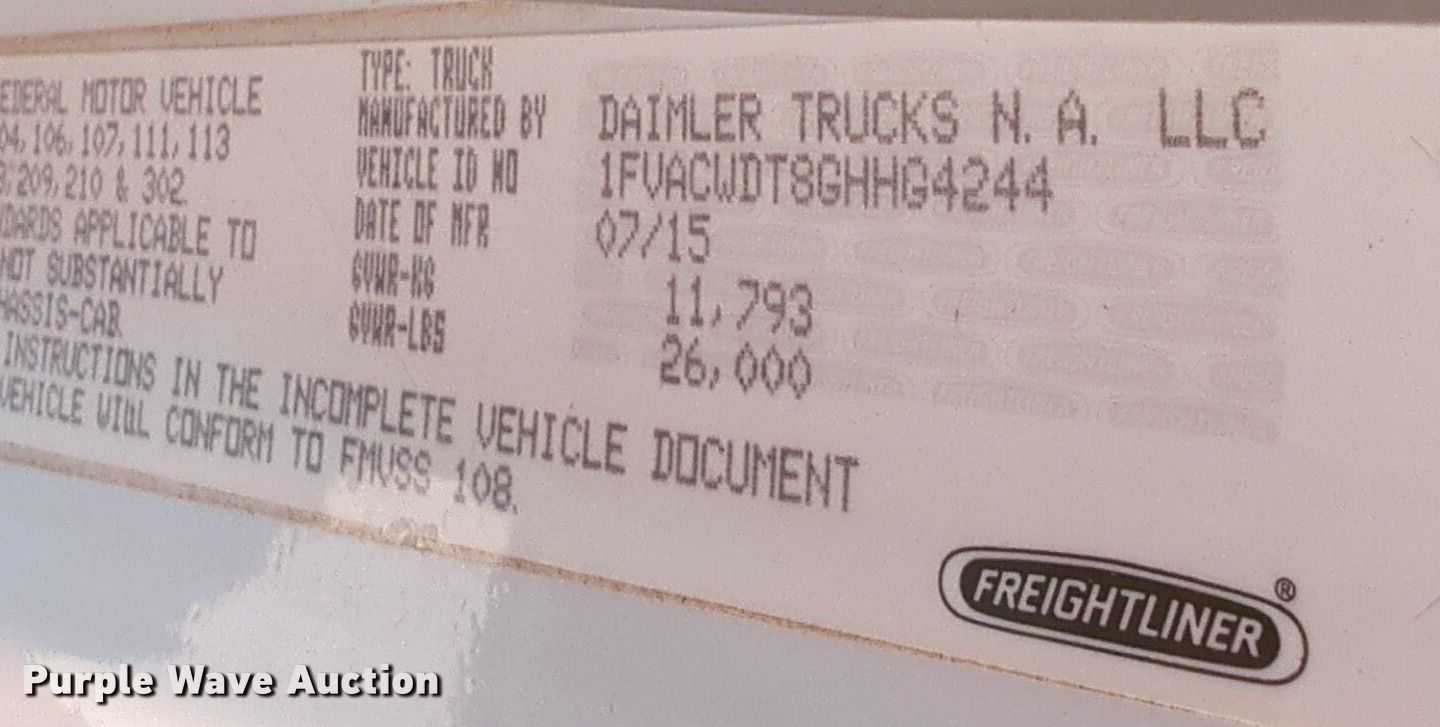 EDERAL MOTOR VEHICLE
04, 106, 107, 111, 113
8, 209, 210 & 302.
DARDS APPLICABLE TO
NOT SUBSTANTIALLY
HASSIS-CAB.
INSTRUCTIONS IN THE INCOMPLETE VEHICLE DOCUMENT
VEHICLE WILL CONFORM TO FMVSS 108.
TYPE: TRUCK
MANUFACTURED BY DAIMLER TRUCKS N. A. LLC
VEHICLE ID NO 1FVACWDT8GHHG4244
DATE OF MFR 07/15
GVWR-KG 11,793
GVWR-LBS 26,000
FREIGHTLINER®
Purple Wave Auction